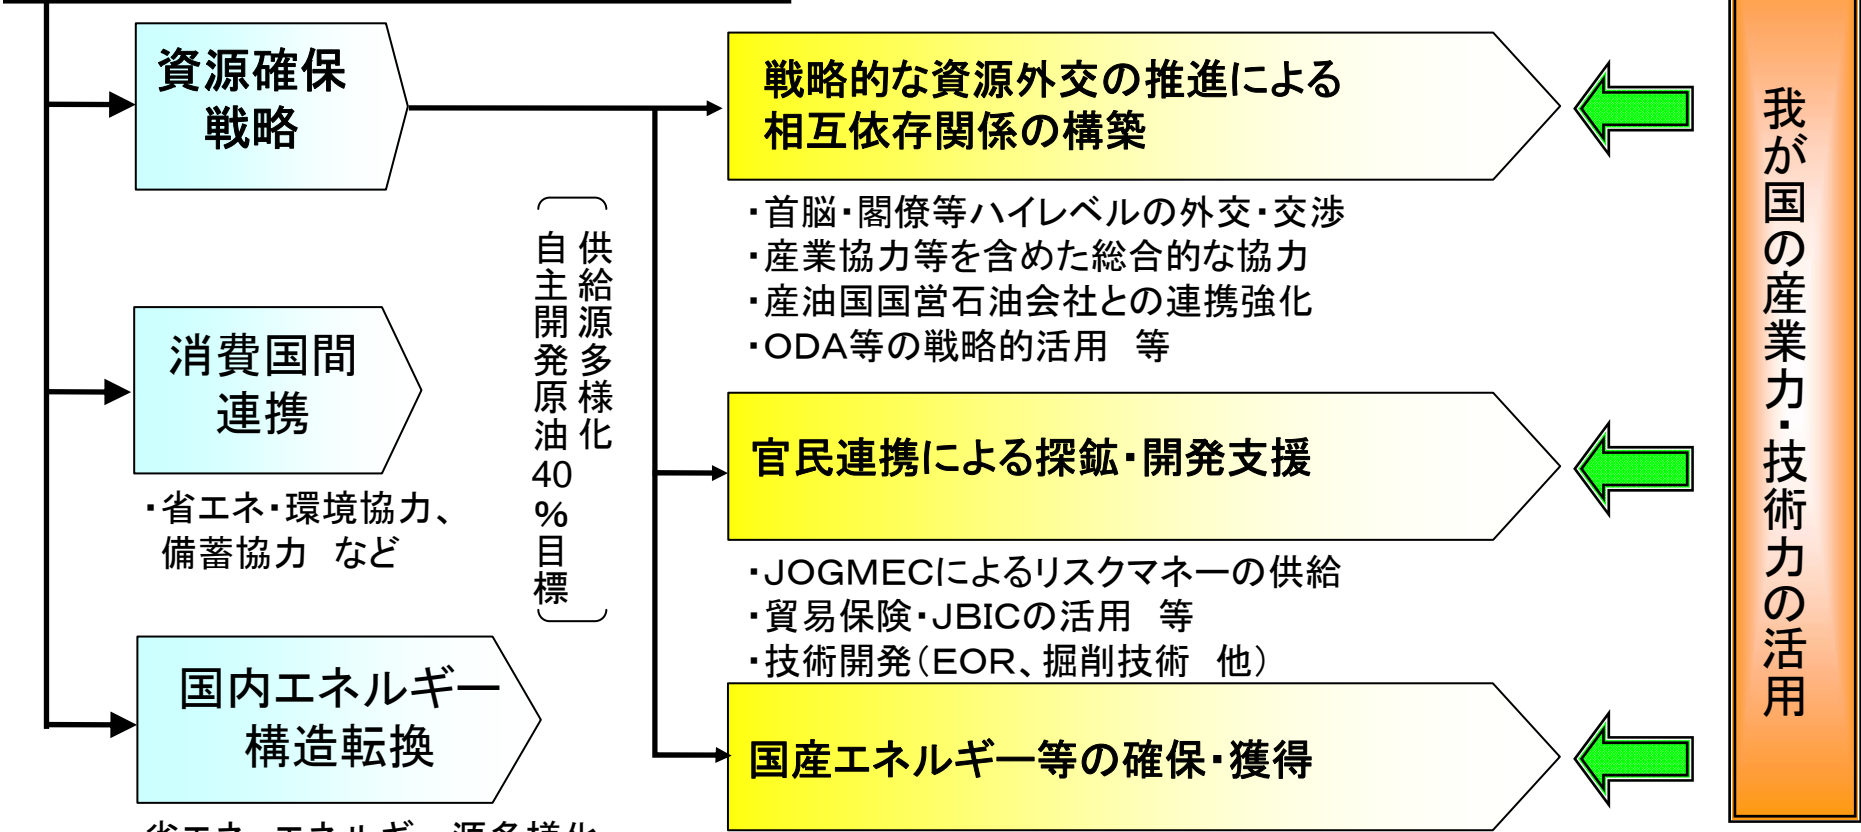 資源確保
戦略
消費国間
連携
・省エネ・環境協力、
備蓄協力　など
国内エネルギー
構造転換
供給源多様化
自主開発原油40%目標
戦略的な資源外交の推進による
相互依存関係の構築
・首脳・閣僚等ハイレベルの外交・交渉
・産業協力等を含めた総合的な協力
・産油国国営石油会社との連携強化
・ODA等の戦略的活用　等
官民連携による探鉱・開発支援
・JOGMECによるリスクマネーの供給
・貿易保険・JBICの活用　等
・技術開発（EOR、掘削技術　他）
国産エネルギー等の確保・獲得
我が国の産業力・技術力の活用